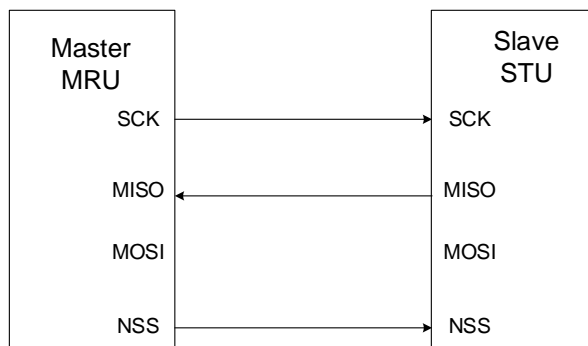 Master
MRU
Slave
STU
SCK
SCK
MISO
MISO
MOSI
MOSI
NSS
NSS